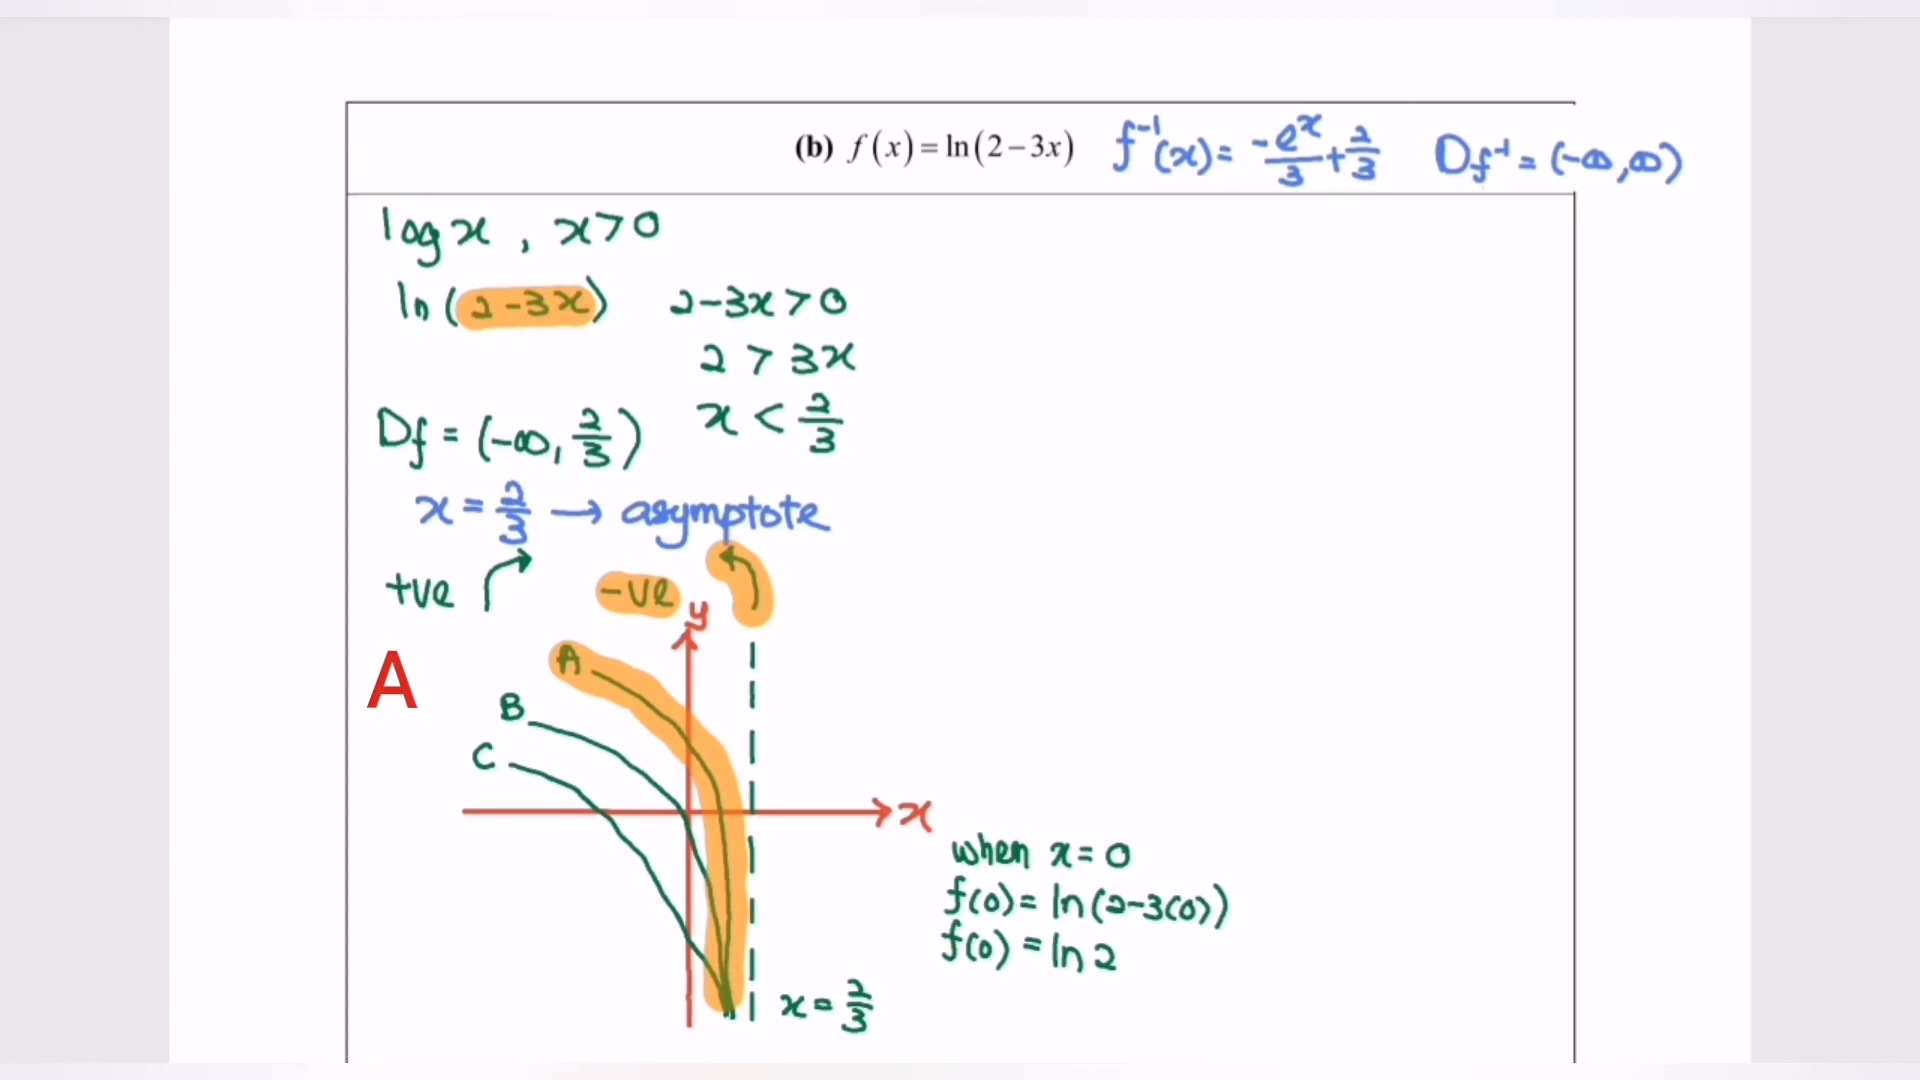 (b) f(x) = ln(2 − 3x) f⁻¹(x) = -eˣ/3 + 2/3 Df⁻¹ = (-∞, ∞)
log x , x > 0
ln (2 - 3x) 2 - 3x > 0
2 > 3x
Df = (-∞, 2/3) x < 2/3
x = 2/3 → asymptote
+ve -ve
y
A A
B
C
x
when x = 0
f(0) = ln(2-3(0))
f(0) = ln 2
x = 2/3